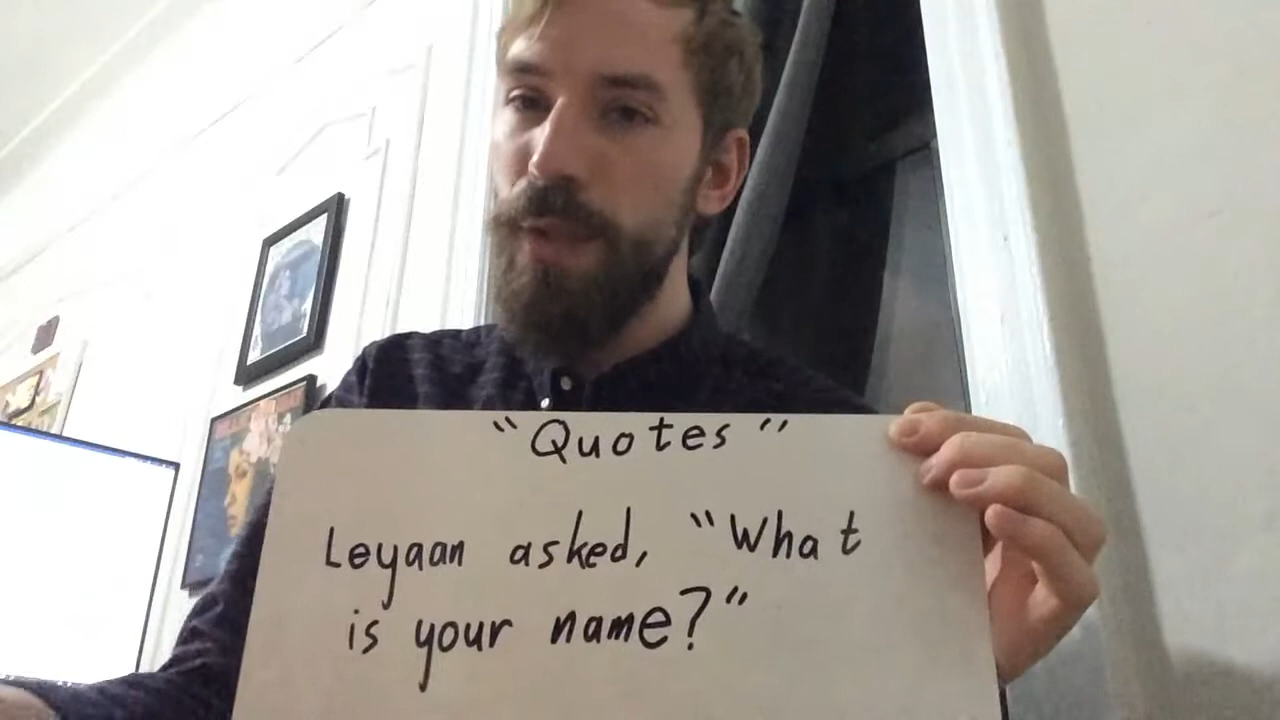 “Quotes”
Leyaan asked, “What
is your name?”